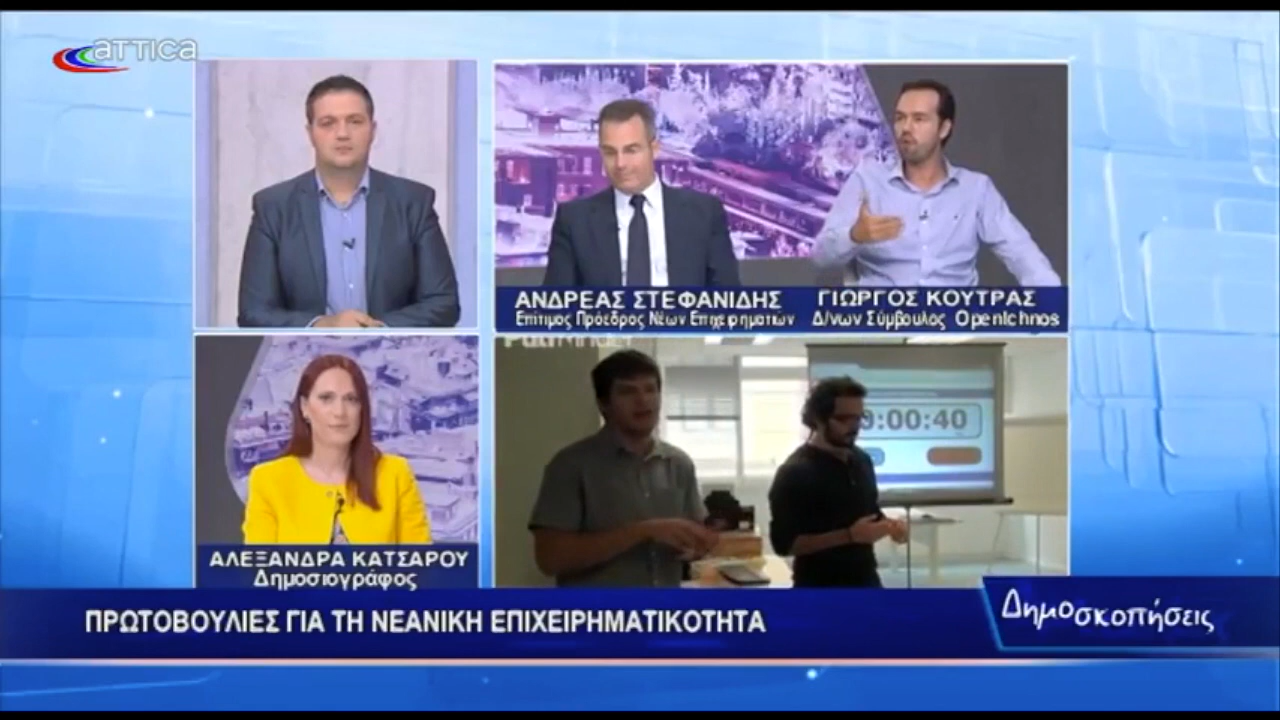 ATTICA
ΑΝΔΡΕΑΣ ΣΤΕΦΑΝΙΔΗΣ
Επίτιμος Πρόεδρος Νέων Επιχειρηματιών
ΓΙΩΡΓΟΣ ΚΟΥΤΡΑΣ
Δ/νων Σύμβουλος OpenIchnos
:00:40
ΑΛΕΞΑΝΔΡΑ ΚΑΤΣΑΡΟΥ
Δημοσιογράφος
ΠΡΩΤΟΒΟΥΛΙΕΣ ΓΙΑ ΤΗ ΝΕΑΝΙΚΗ ΕΠΙΧΕΙΡΗΜΑΤΙΚΟΤΗΤΑ
Δημοσκοπήσεις